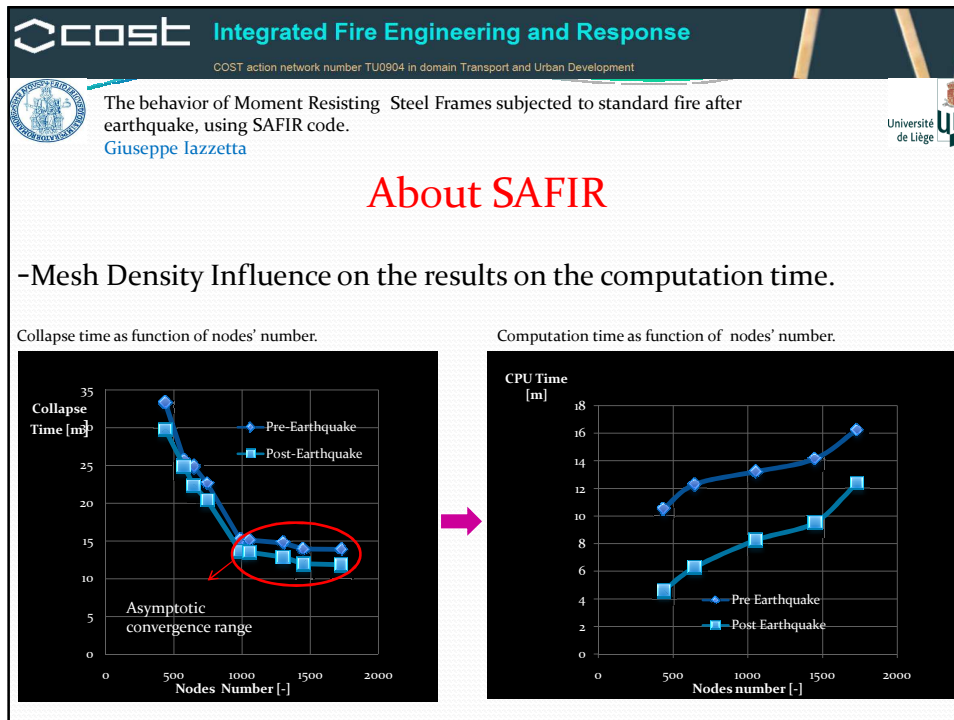 cost
Integrated Fire Engineering and Response
COST action network number TU0904 in domain Transport and Urban Development
The behavior of Moment Resisting Steel Frames subjected to standard fire after
earthquake, using SAFIR code.
Giuseppe Iazzetta
Université
de Liège
About SAFIR
-Mesh Density Influence on the results on the computation time.
Collapse time as function of nodes' number.
Collapse
Time [m]
35
30
25
20
15
10
5
0
0 500 1000 1500 2000
Nodes Number [-]
Pre-Earthquake
Post-Earthquake
Asymptotic
convergence range
Computation time as function of nodes' number.
CPU Time
[m]
18
16
14
12
10
8
6
4
2
0
0 500 1000 1500 2000
Nodes number [-]
Pre Earthquake
Post Earthquake